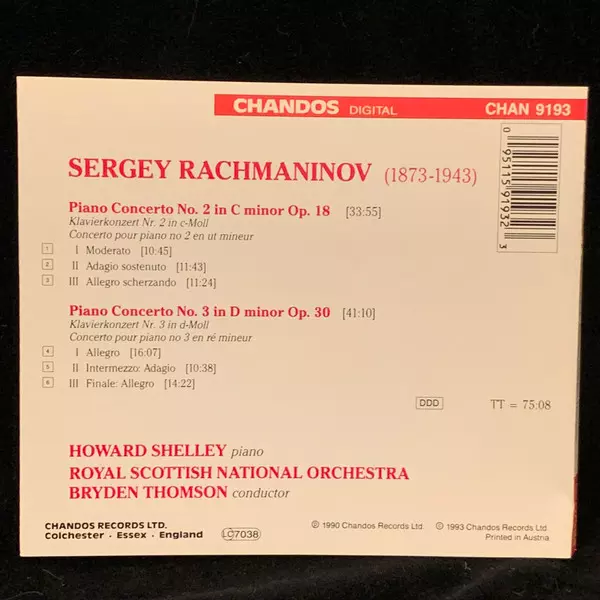 CHANDOS DIGITAL CHAN 9193
0 95115 91932 3
SERGEY RACHMANINOV (1873-1943)
Piano Concerto No. 2 in C minor Op. 18 [33:55]
Klavierkonzert Nr. 2 in c-Moll
Concerto pour piano no 2 en ut mineur
1 I Moderato [10:45]
2 II Adagio sostenuto [11:43]
3 III Allegro scherzando [11:24]
Piano Concerto No. 3 in D minor Op. 30 [41:10]
Klavierkonzert Nr. 3 in d-Moll
Concerto pour piano no 3 en ré mineur
4 I Allegro [16:07]
5 II Intermezzo: Adagio [10:38]
6 III Finale: Allegro [14:22]
DDD TT = 75:08
HOWARD SHELLEY piano
ROYAL SCOTTISH NATIONAL ORCHESTRA
BRYDEN THOMSON conductor
CHANDOS RECORDS LTD.
Colchester · Essex · England
LC7038
℗ 1990 Chandos Records Ltd. © 1993 Chandos Records Ltd.
Printed in Austria